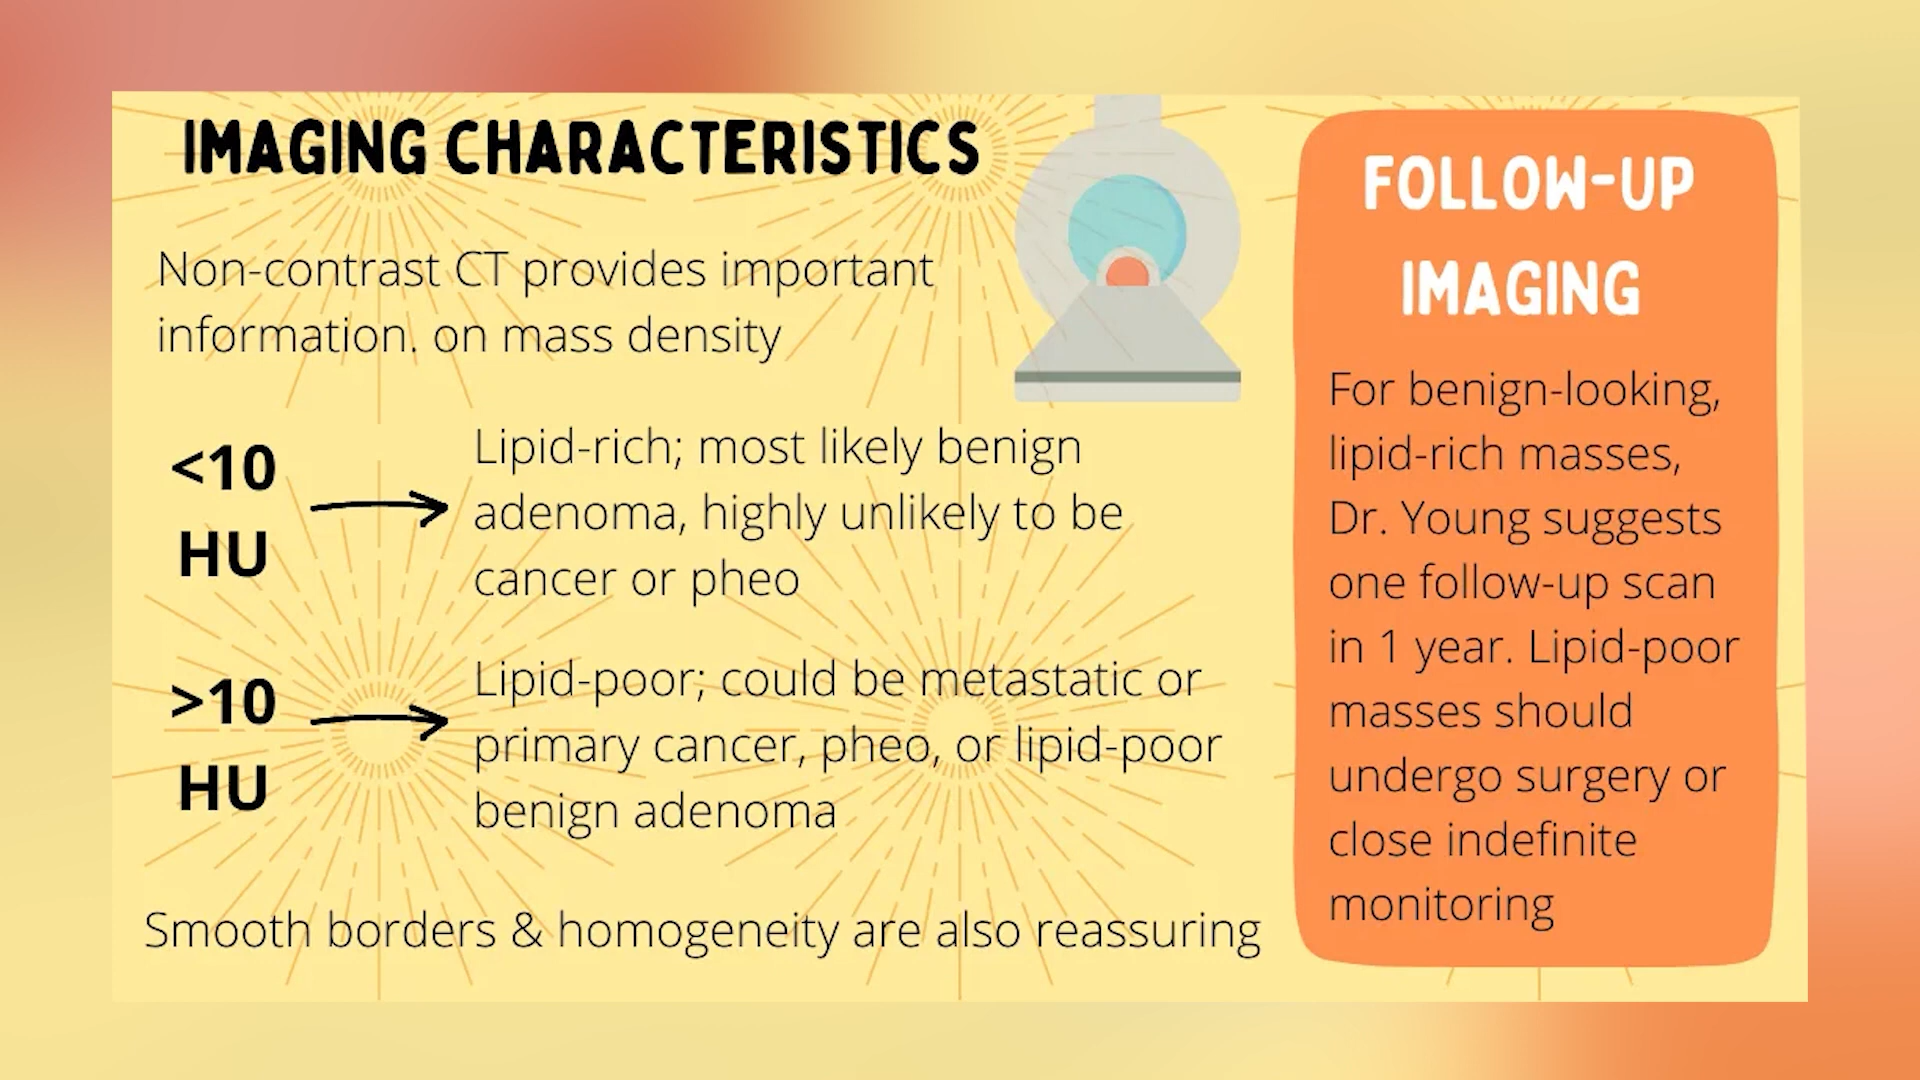 IMAGING CHARACTERISTICS
Non-contrast CT provides important
information. on mass density
<10
HU
Lipid-rich; most likely benign
adenoma, highly unlikely to be
cancer or pheo
>10
HU
Lipid-poor; could be metastatic or
primary cancer, pheo, or lipid-poor
benign adenoma
Smooth borders & homogeneity are also reassuring
FOLLOW-UP
IMAGING
For benign-looking,
lipid-rich masses,
Dr. Young suggests
one follow-up scan
in 1 year. Lipid-poor
masses should
undergo surgery or
close indefinite
monitoring